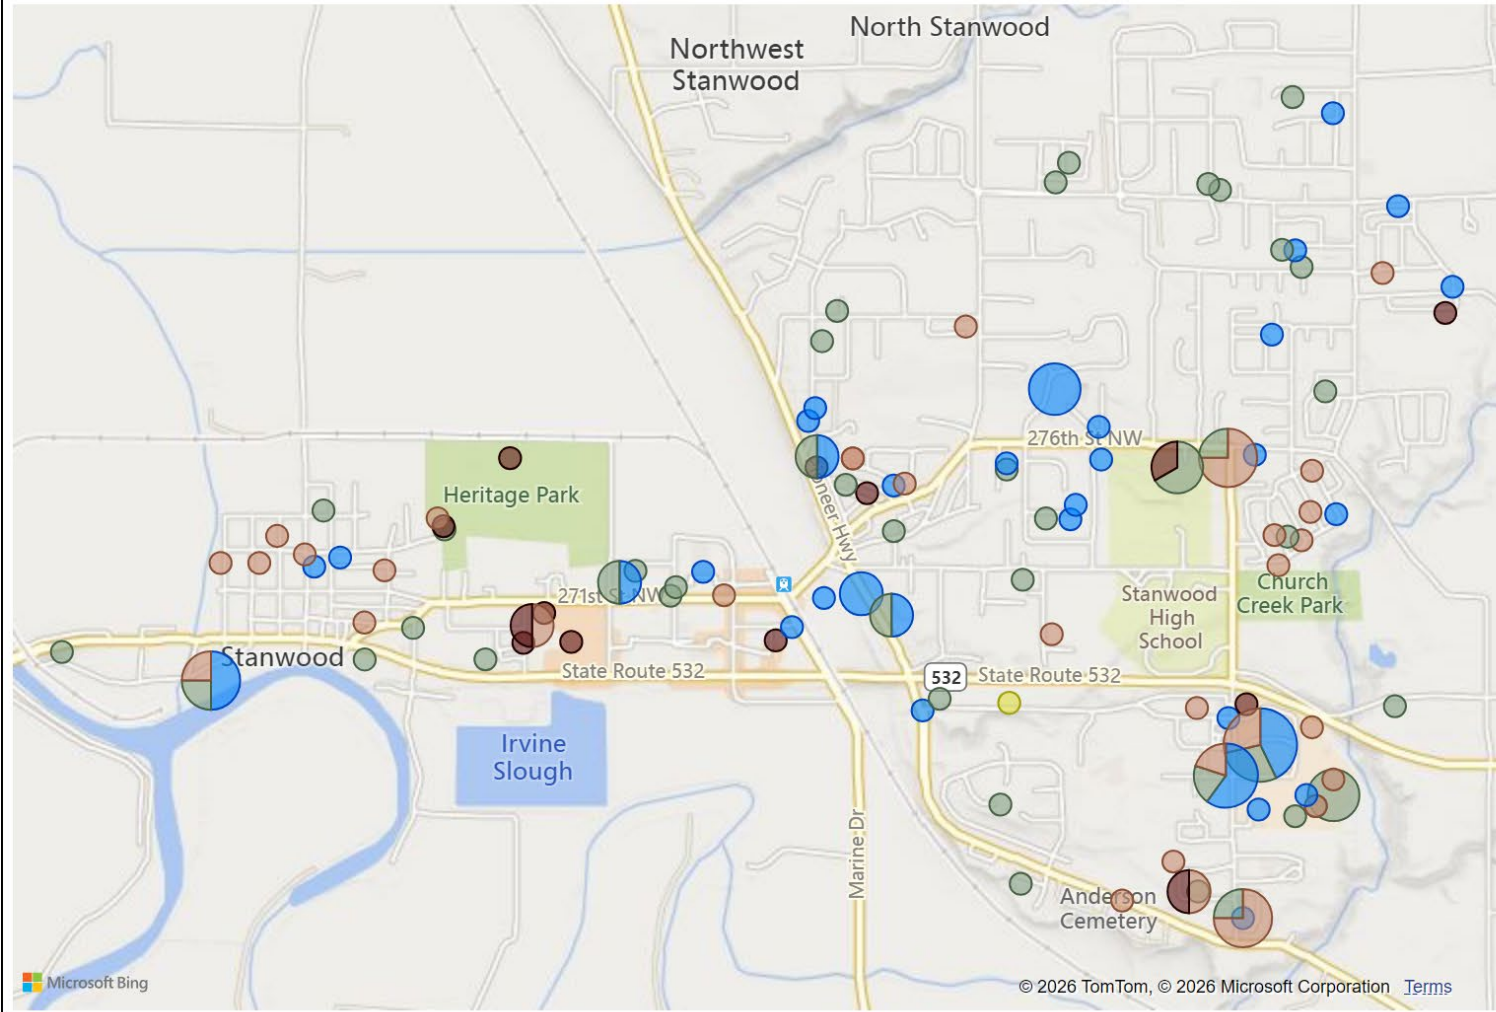 North Stanwood
Northwest
Stanwood
276th St NW
Heritage Park
Pioneer Hwy
271st St NW
Church
Creek Park
Stanwood
High
School
Stanwood
State Route 532
532
State Route 532
Irvine
Slough
Marine Dr
Anderson
Cemetery
Microsoft Bing
© 2026 TomTom, © 2026 Microsoft Corporation Terms